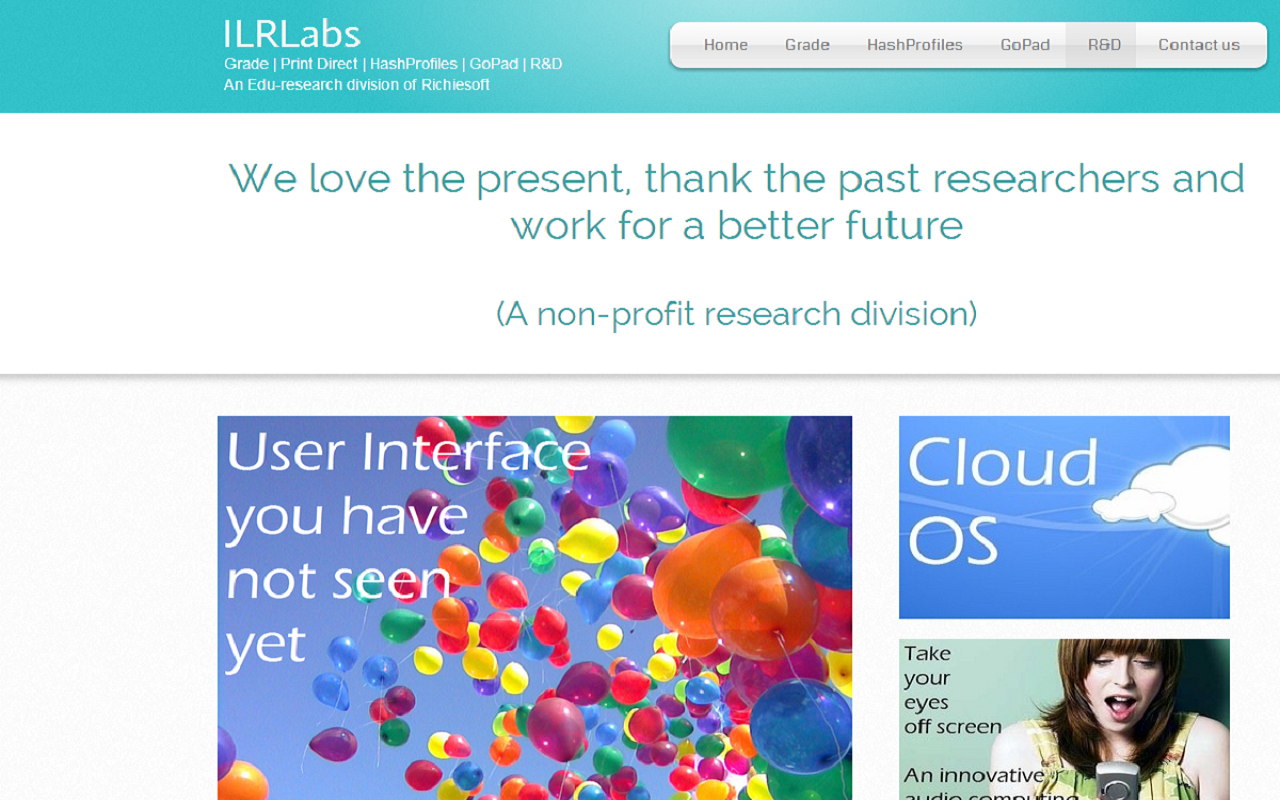 ILRLabs
Grade | Print Direct | HashProfiles | GoPad | R&D
An Edu-research division of Richiesoft
Home Grade HashProfiles GoPad R&D Contact us
We love the present, thank the past researchers and
work for a better future
(A non-profit research division)
User Interface
you have
not seen
yet
Cloud
OS
Take
your
eyes
off screen
An innovative
audio computing